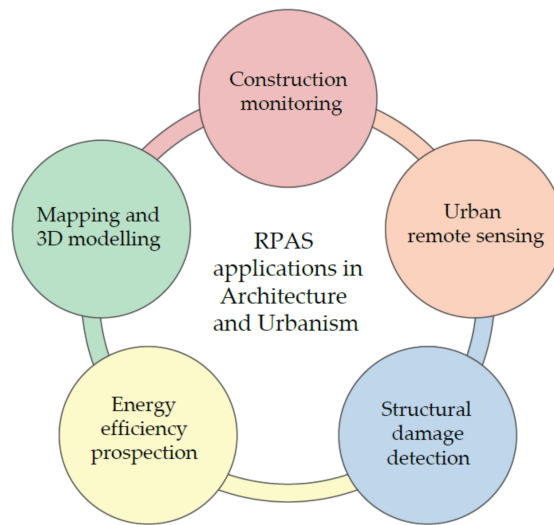 Construction
monitoring
Urban
remote sensing
Mapping and
3D modelling
RPAS
applications in
Architecture
and Urbanism
Energy
efficiency
prospection
Structural
damage
detection